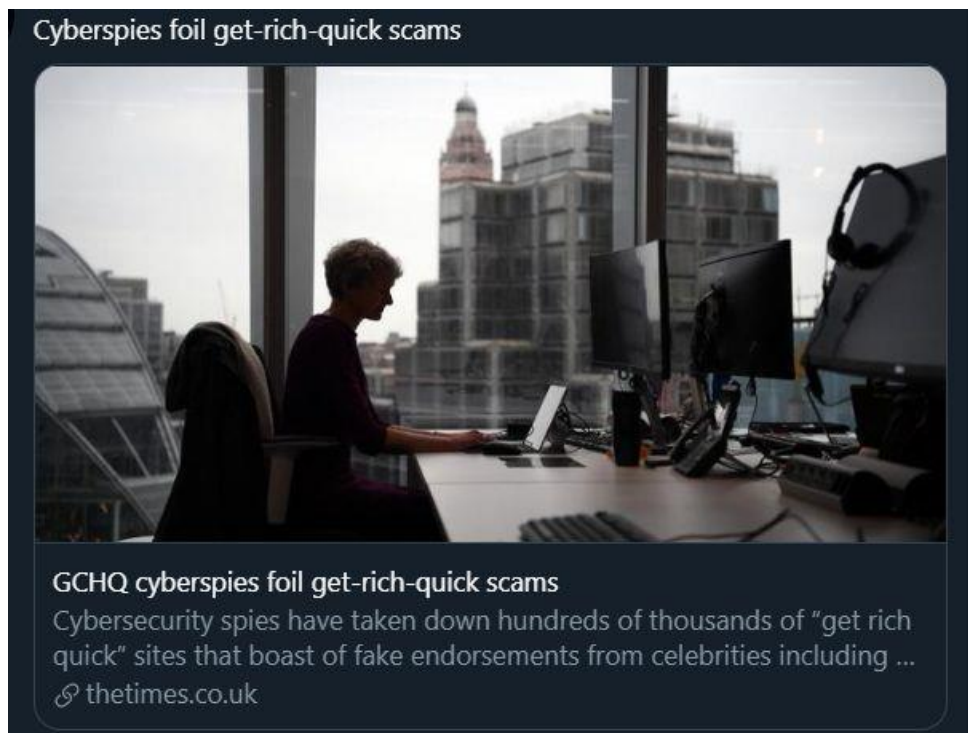 Cyberspies foil get-rich-quick scams
GCHQ cyberspies foil get-rich-quick scams
Cybersecurity spies have taken down hundreds of thousands of “get rich
quick” sites that boast of fake endorsements from celebrities including ...
thetimes.co.uk